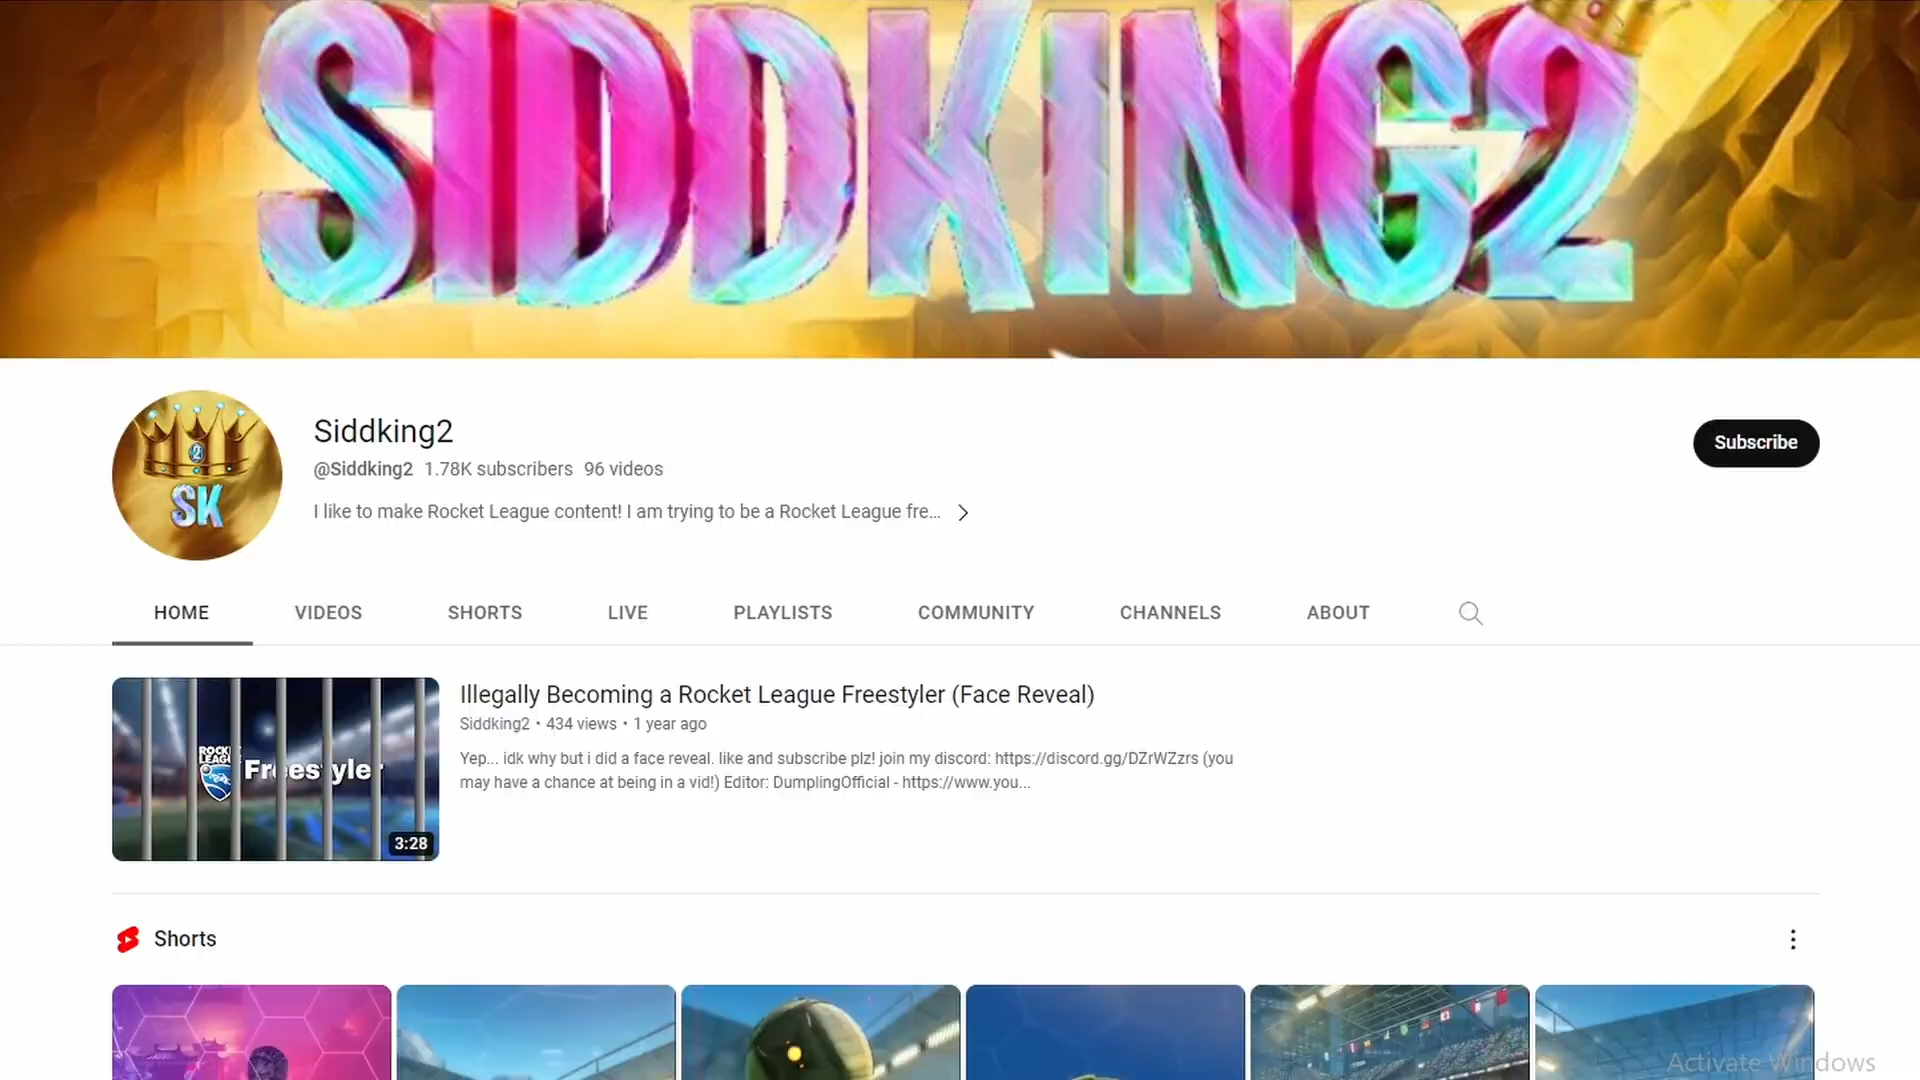 SIDDKING2
2
SK
Siddking2
@Siddking2 1.78K subscribers 96 videos
I like to make Rocket League content! I am trying to be a Rocket League fre...
Subscribe
HOME VIDEOS SHORTS LIVE PLAYLISTS COMMUNITY CHANNELS ABOUT
ROCKET LEAGUE Freestyler
3:28
Illegally Becoming a Rocket League Freestyler (Face Reveal)
Siddking2 • 434 views • 1 year ago
Yep... idk why but i did a face reveal. like and subscribe plz! join my discord: https://discord.gg/DZrWZzrs (you
may have a chance at being in a vid!) Editor: DumplingOfficial - https://www.you...
Shorts
Activate Windows